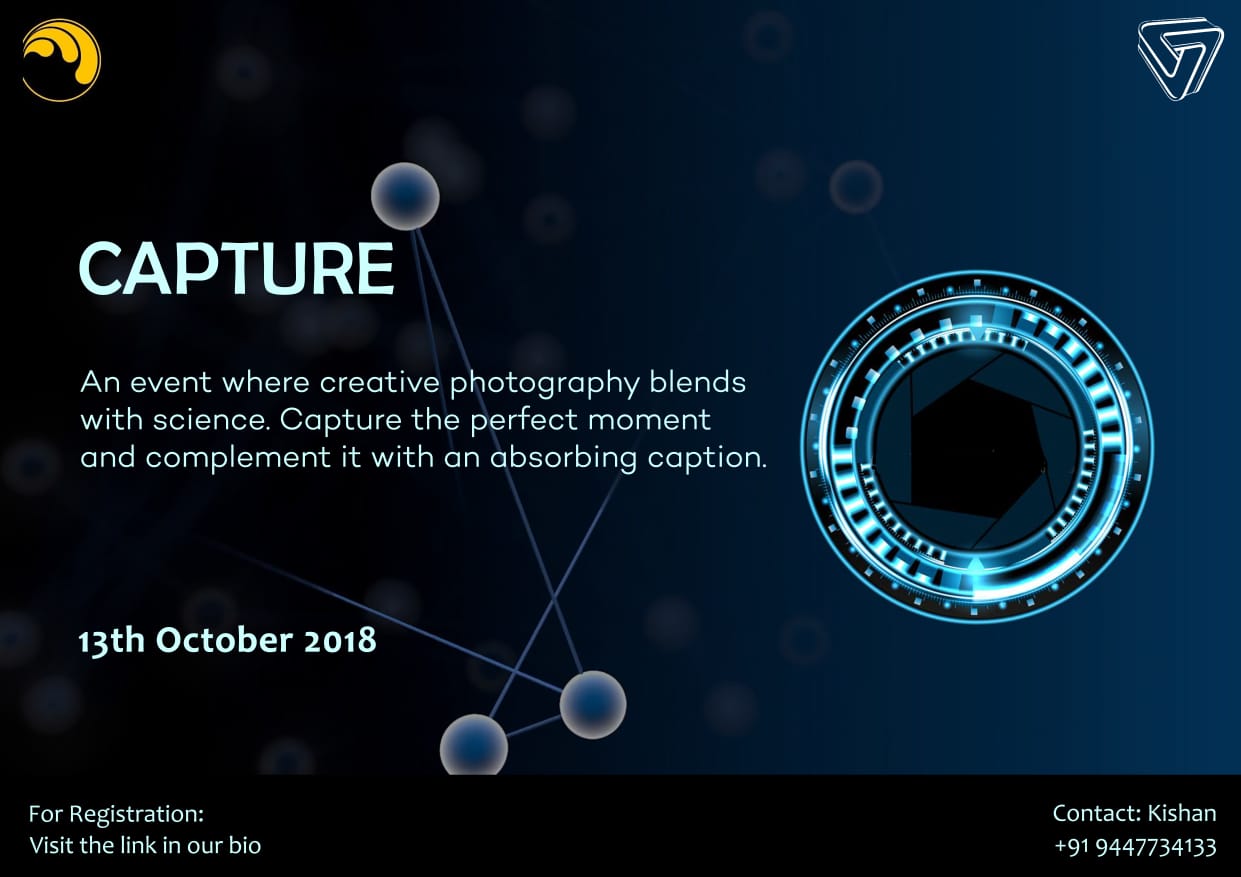 CAPTURE
An event where creative photography blends
with science. Capture the perfect moment
and complement it with an absorbing caption.
13th October 2018
For Registration:
Visit the link in our bio
Contact: Kishan
+91 9447734133